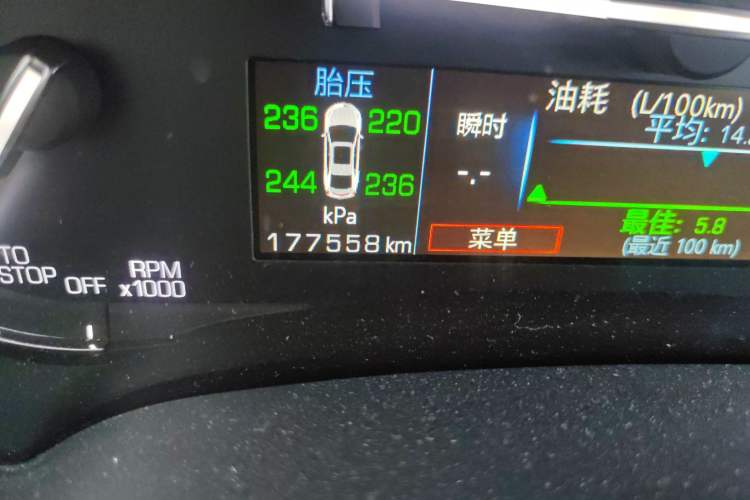 胎压
236 220
244 236
kPa
177558 km
瞬时
-.-
菜单
油耗 (L/100km)
平均: 14.
最佳: 5.8
(最近 100 km)
TO
STOP OFF
RPM
x1000